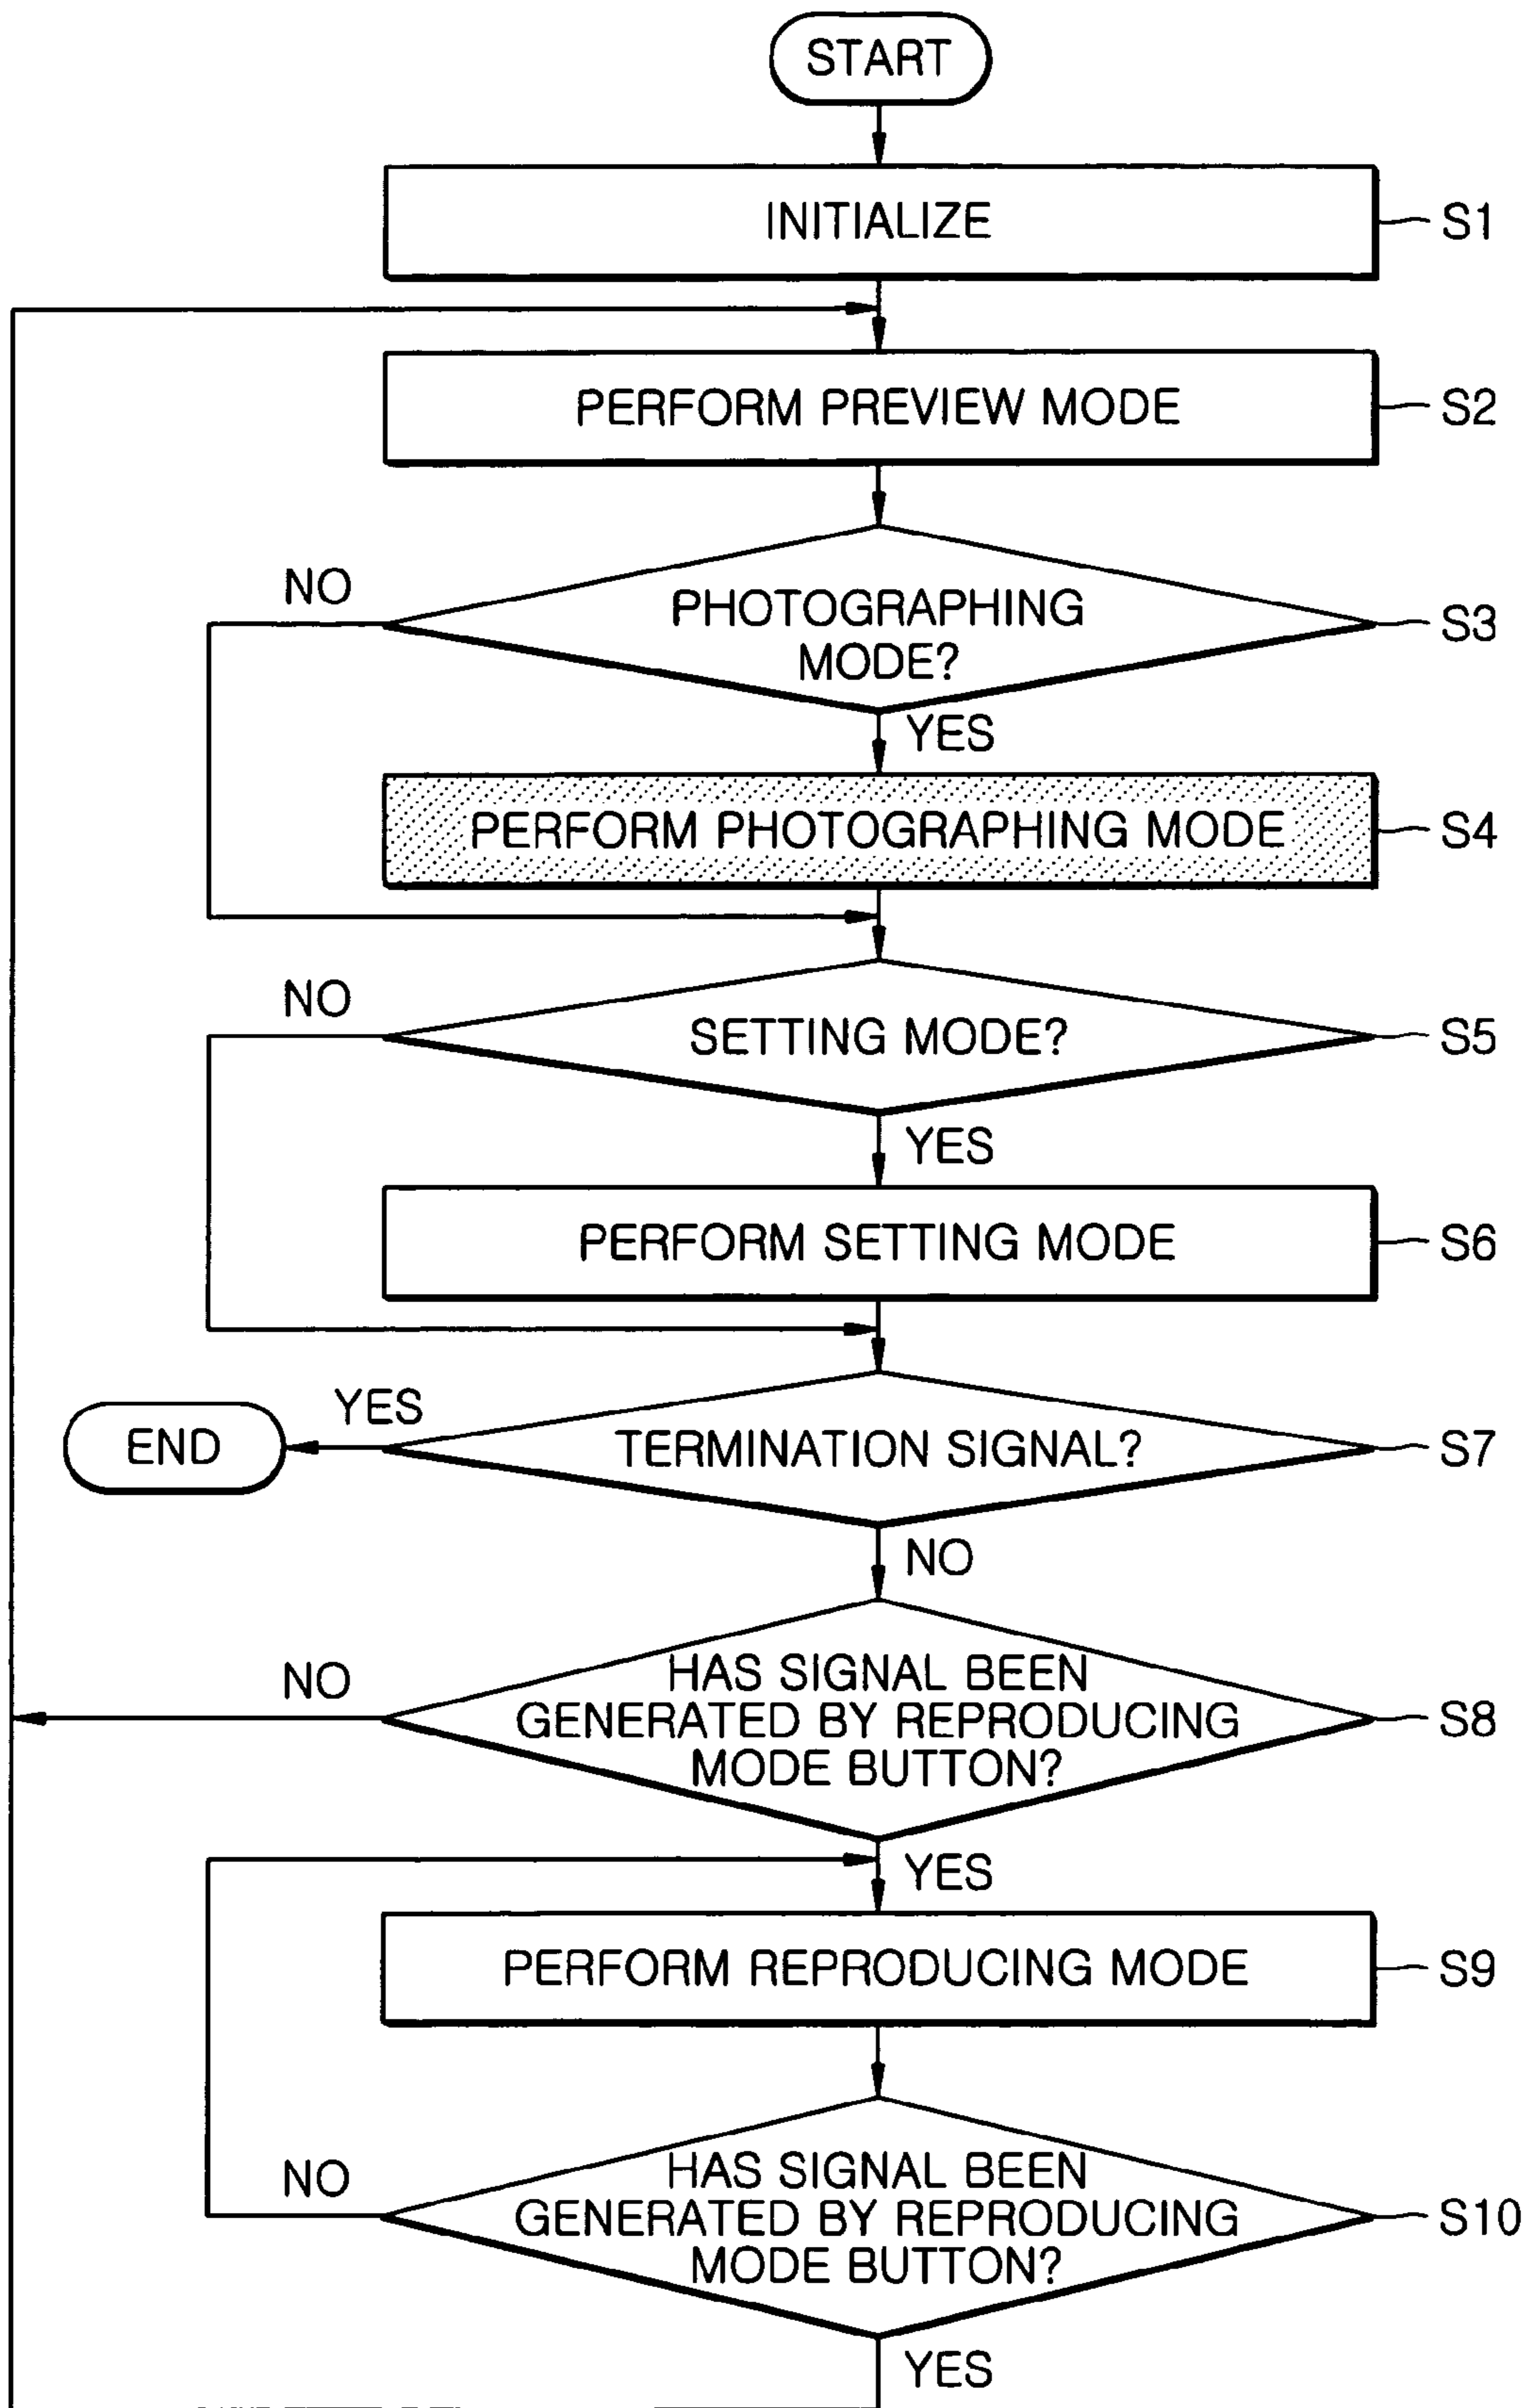 START
INITIALIZE
S1
PERFORM PREVIEW MODE
S2
NO
PHOTOGRAPHING
MODE?
S3
YES
PERFORM PHOTOGRAPHING MODE
S4
NO
SETTING MODE?
S5
YES
PERFORM SETTING MODE
S6
YES
END
TERMINATION SIGNAL?
S7
NO
NO
HAS SIGNAL BEEN
GENERATED BY REPRODUCING
MODE BUTTON?
S8
YES
PERFORM REPRODUCING MODE
S9
NO
HAS SIGNAL BEEN
GENERATED BY REPRODUCING
MODE BUTTON?
S10
YES